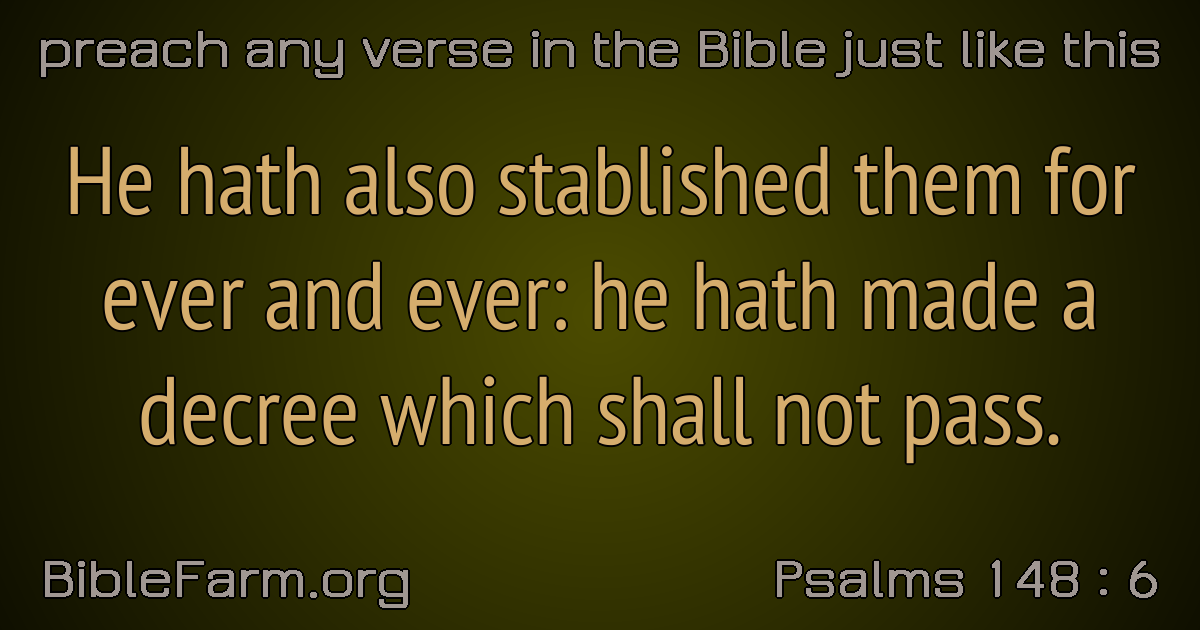 preach any verse in the Bible just like this
He hath also stablished them for
ever and ever: he hath made a
decree which shall not pass.
BibleFarm.org
Psalms 148 : 6